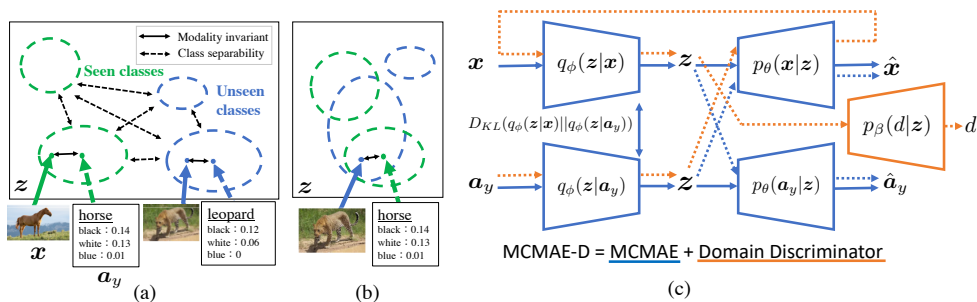 Modality invariant
Class separability
Seen classes
Unseen
classes
z
x
horse
black：0.14
white：0.13
blue：0.01
a_y
leopard
black：0.12
white：0.06
blue：0
(a)
z
horse
black：0.14
white：0.13
blue：0.01
(b)
(c)
x
q_ϕ(z|x)
z
p_θ(x|z)
x̂
D_{KL}(q_ϕ(z|x)||q_ϕ(z|a_y))
p_β(d|z)
d
a_y
q_ϕ(z|a_y)
z
p_θ(a_y|z)
â_y
MCMAE-D = MCMAE + Domain Discriminator